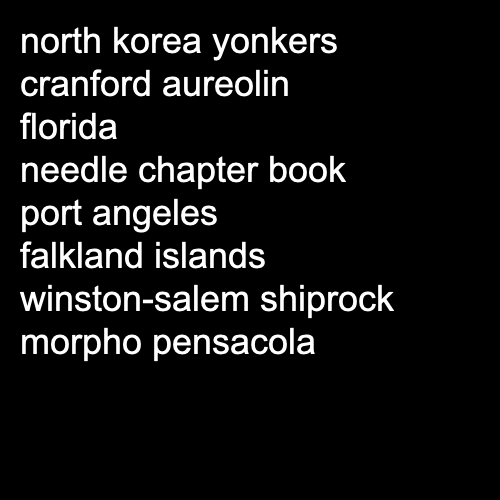 north korea yonkers
cranford aureolin
florida
needle chapter book
port angeles
falkland islands
winston-salem shiprock
morpho pensacola